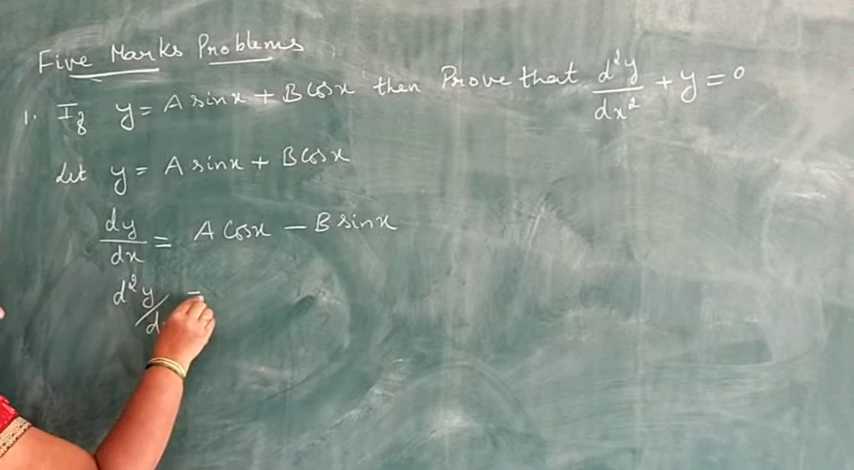 Five Marks Problems
1. If y = A sinx + B Cosx then Prove that d²y/dx² + y = 0
Let y = A sinx + B Cosx
dy/dx = A Cosx − B sinx
d²y/d =